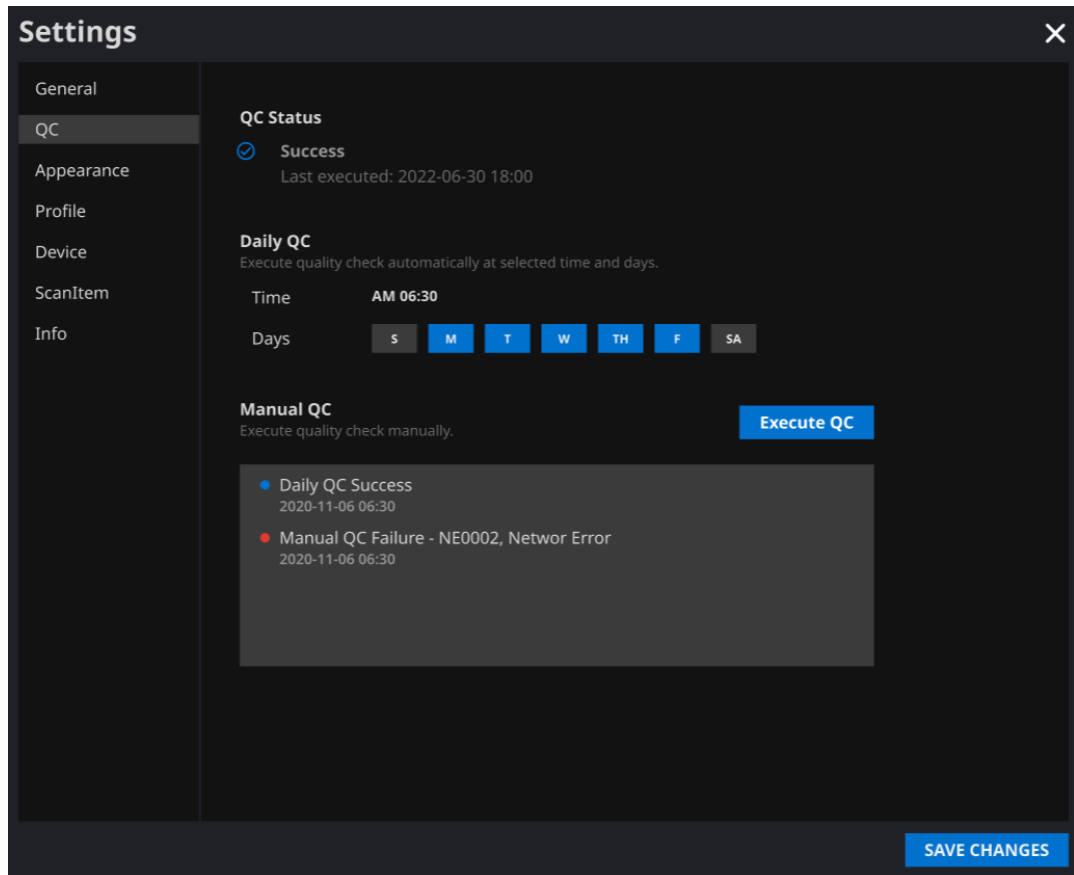 Settings
General
QC
Appearance
Profile
Device
ScanItem
Info
QC Status
Success
Last executed: 2022-06-30 18:00
Daily QC
Execute quality check automatically at selected time and days.
Time AM 06:30
Days S M T W TH F SA
Manual QC
Execute quality check manually.
Execute QC
Daily QC Success
2020-11-06 06:30
Manual QC Failure - NE0002, Networ Error
2020-11-06 06:30
SAVE CHANGES